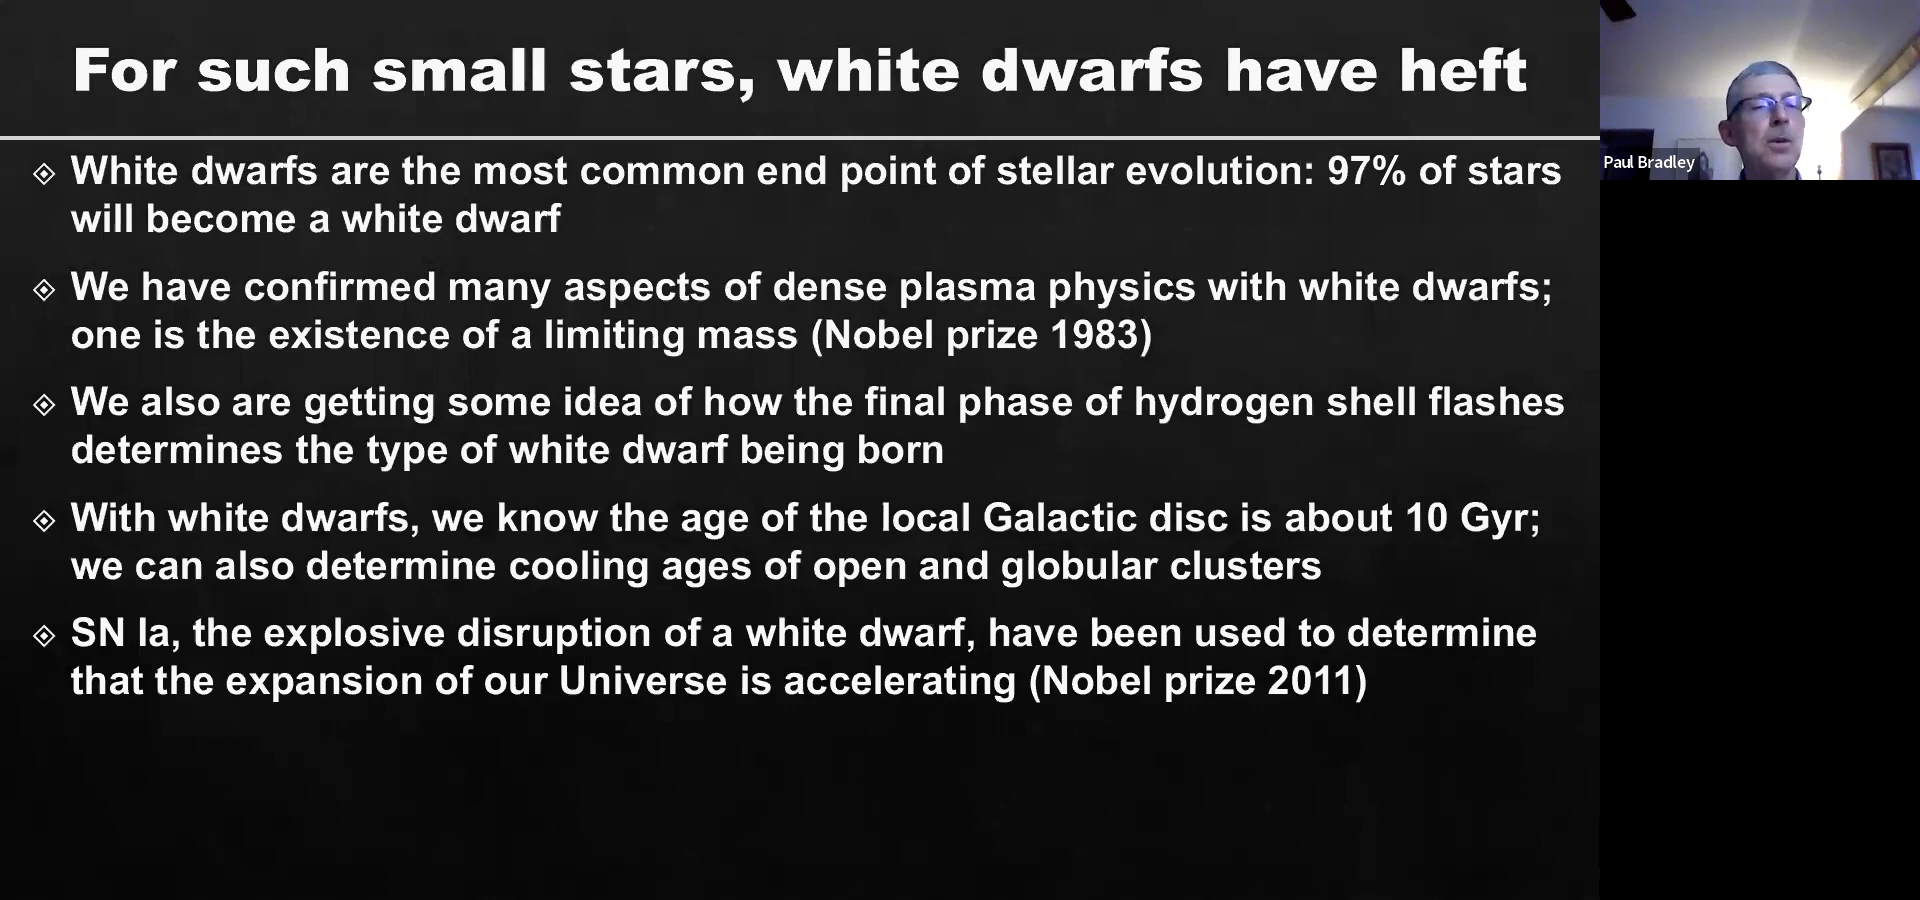 For such small stars, white dwarfs have heft
White dwarfs are the most common end point of stellar evolution: 97% of stars
will become a white dwarf
We have confirmed many aspects of dense plasma physics with white dwarfs;
one is the existence of a limiting mass (Nobel prize 1983)
We also are getting some idea of how the final phase of hydrogen shell flashes
determines the type of white dwarf being born
With white dwarfs, we know the age of the local Galactic disc is about 10 Gyr;
we can also determine cooling ages of open and globular clusters
SN Ia, the explosive disruption of a white dwarf, have been used to determine
that the expansion of our Universe is accelerating (Nobel prize 2011)
Paul Bradley